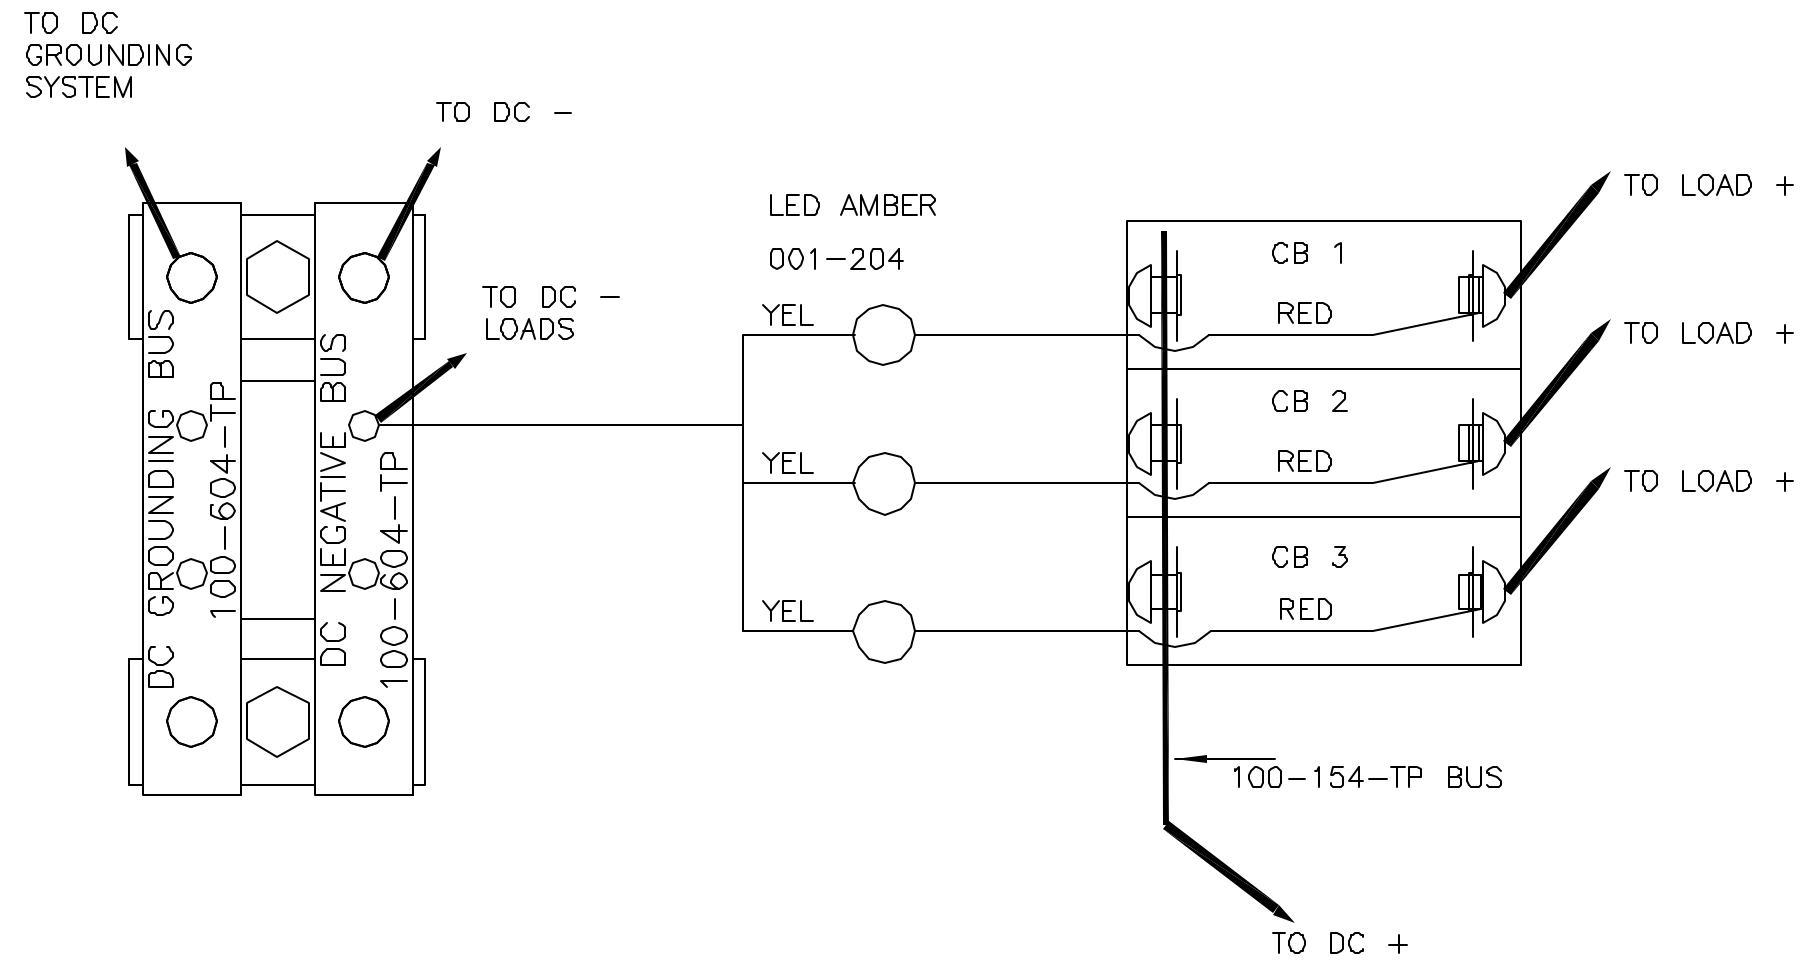 TO DC
GROUNDING
SYSTEM
TO DC -
TO DC -
LOADS
DC GROUNDING BUS
100-604-TP
DC NEGATIVE BUS
100-604-TP
LED AMBER
001-204
YEL
YEL
YEL
CB 1
RED
CB 2
RED
CB 3
RED
TO LOAD +
TO LOAD +
TO LOAD +
100-154-TP BUS
TO DC +